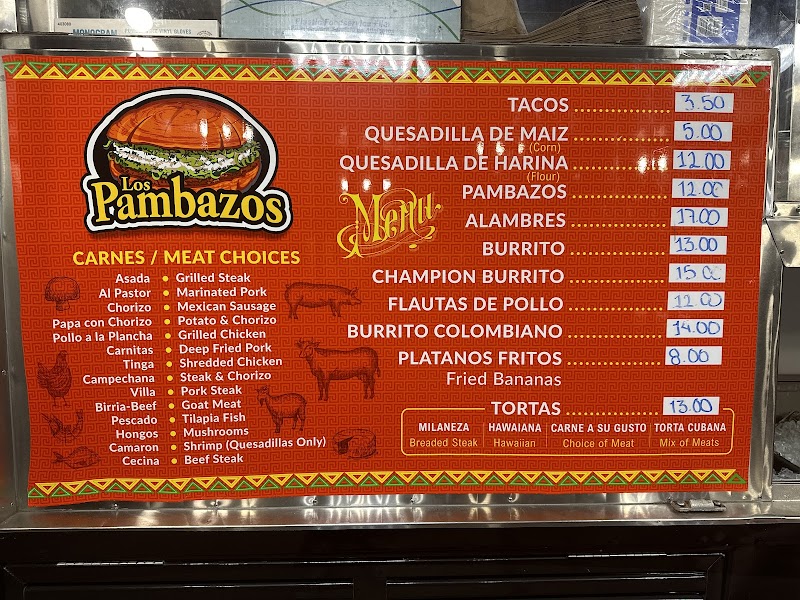 MONOGRAM
Los
Pambazos
CARNES / MEAT CHOICES
Asada • Grilled Steak
Al Pastor • Marinated Pork
Chorizo • Mexican Sausage
Papa con Chorizo • Potato & Chorizo
Pollo a la Plancha • Grilled Chicken
Carnitas • Deep Fried Pork
Tinga • Shredded Chicken
Campechana • Steak & Chorizo
Villa • Pork Steak
Birria-Beef • Goat Meat
Pescado • Tilapia Fish
Hongos • Mushrooms
Camaron • Shrimp (Quesadillas Only)
Cecina • Beef Steak
Menu
TACOS ................ 3.50
QUESADILLA DE MAIZ ................ 5.00
(Corn)
QUESADILLA DE HARINA ................ 12.00
(Flour)
PAMBAZOS ................ 12.00
ALAMBRES ................ 17.00
BURRITO ................ 13.00
CHAMPION BURRITO ................ 15.00
FLAUTAS DE POLLO ................ 12.00
BURRITO COLOMBIANO ................ 14.00
PLATANOS FRITOS ................ 8.00
Fried Bananas
TORTAS ................ 13.00
MILANEZA HAWAIANA CARNE A SU GUSTO TORTA CUBANA
Breaded Steak Hawaiian Choice of Meat Mix of Meats